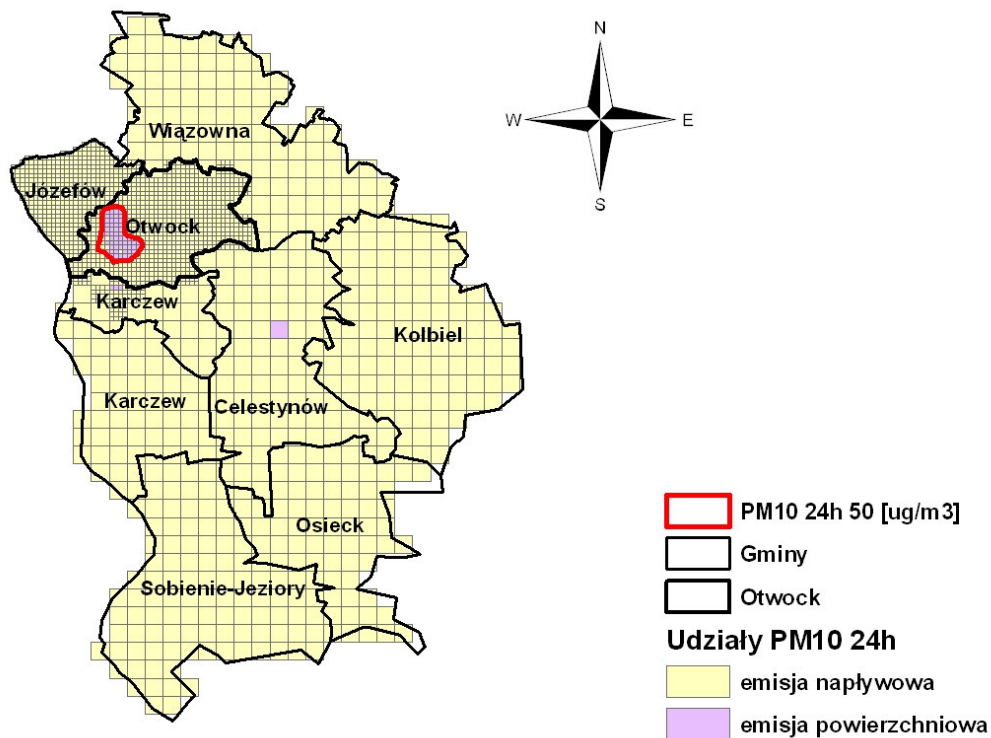 N
W
E
S
Wiązowna
Józefów
Otwock
Karczew
Kolbiel
Karczew
Celestynów
Osieck
Sobienie-Jeziory
PM10 24h 50 [ug/m3]
Gminy
Otwock
Udziały PM10 24h
emisja napływowa
emisja powierzchniowa